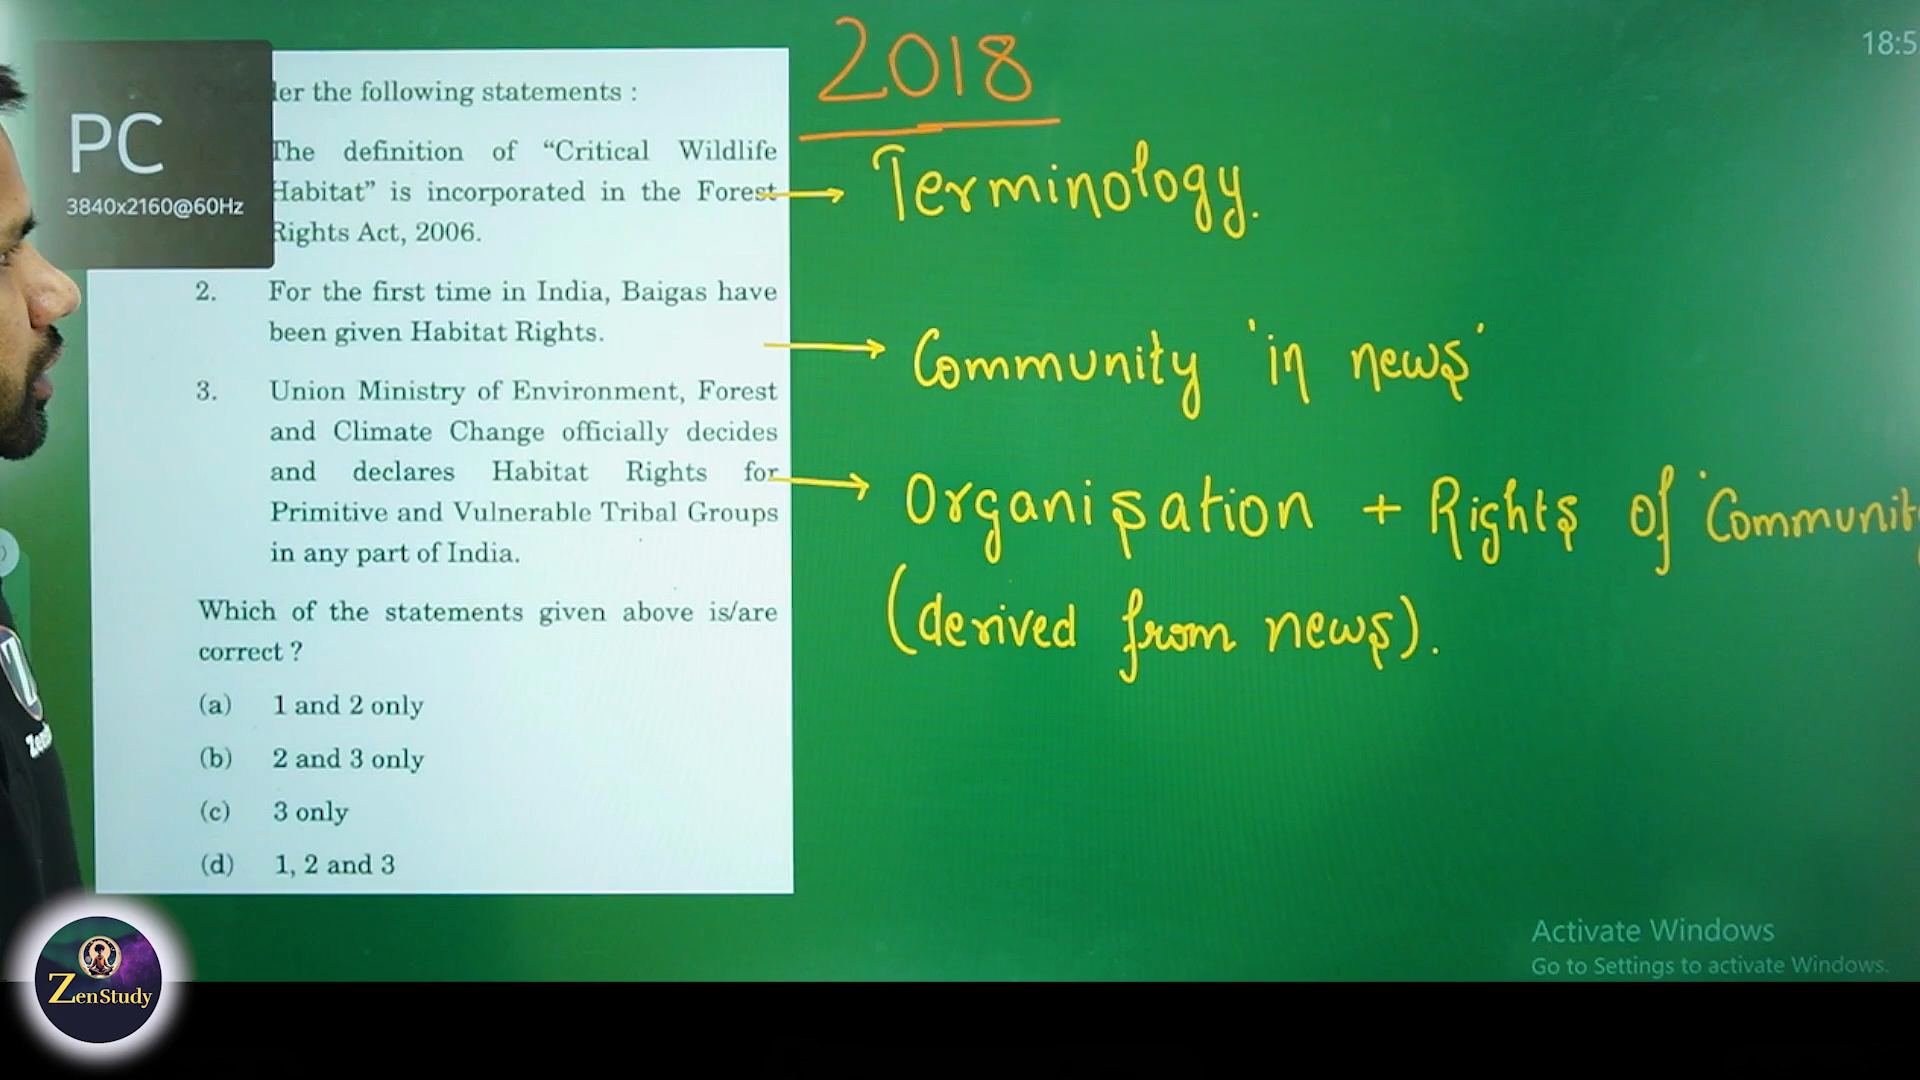 2018
18:5
PC
3840x2160@60Hz
der the following statements :
The definition of “Critical Wildlife
Habitat” is incorporated in the Forest
Rights Act, 2006.
Terminology.
2. For the first time in India, Baigas have
been given Habitat Rights.
Community 'in news'
3. Union Ministry of Environment, Forest
and Climate Change officially decides
and declares Habitat Rights for
Primitive and Vulnerable Tribal Groups
in any part of India.
Organisation + Rights of 'Community
(derived from news).
Which of the statements given above is/are
correct ?
(a) 1 and 2 only
(b) 2 and 3 only
(c) 3 only
(d) 1, 2 and 3
Activate Windows
Go to Settings to activate Windows.
ZenStudy